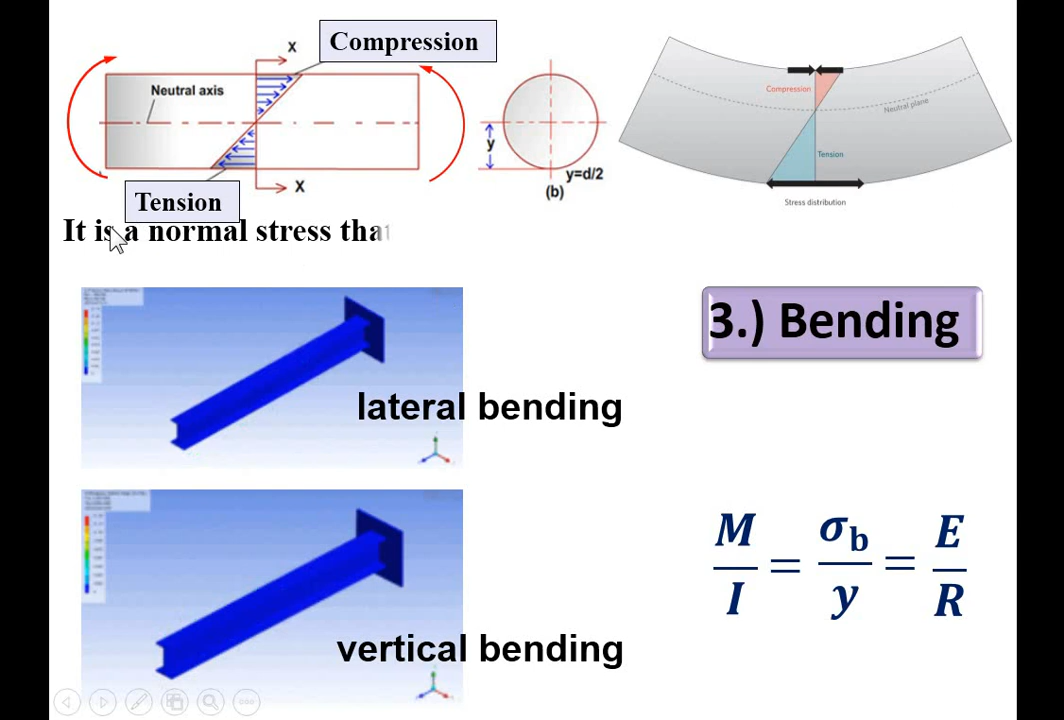 X
Compression
Neutral axis
y
y=d/2
(b)
X
Tension
Compression
Neutral plane
Tension
Stress distribution
It is a normal stress that
3.) Bending
lateral bending
vertical bending
M/I = σb/y = E/R